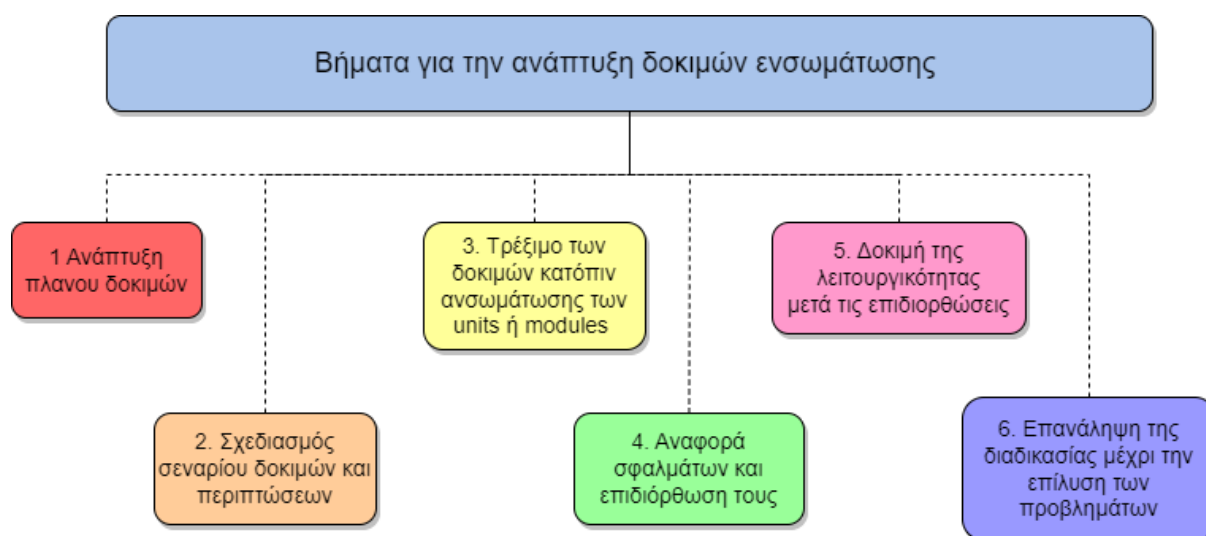 Βήματα για την ανάπτυξη δοκιμών ενσωμάτωσης
1 Ανάπτυξη
πλανου δοκιμών
2. Σχεδιασμός
σεναρίου δοκιμών και
περιπτώσεων
3. Τρέξιμο των
δοκιμών κατόπιν
ανσωμάτωσης των
units ή modules
4. Αναφορά
σφαλμάτων και
επιδιόρθωση τους
5. Δοκιμή της
λειτουργικότητας
μετά τις επιδιορθώσεις
6. Επανάληψη της
διαδικασίας μέχρι την
επίλυση των
προβλημάτων